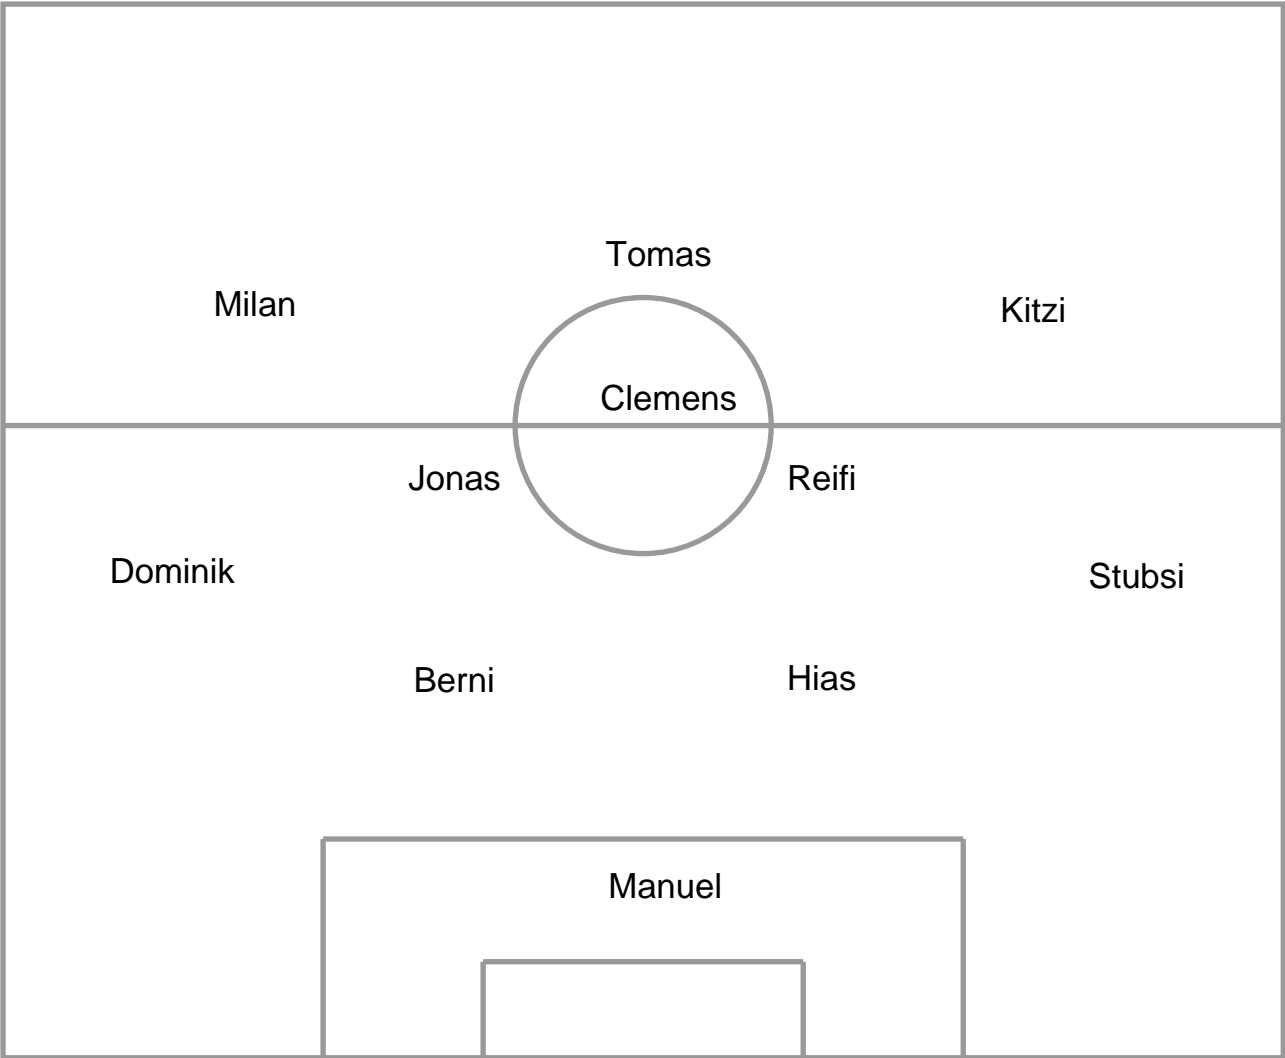 Tomas
Milan
Kitzi
Clemens
Jonas
Reifi
Dominik
Stubsi
Berni
Hias
Manuel